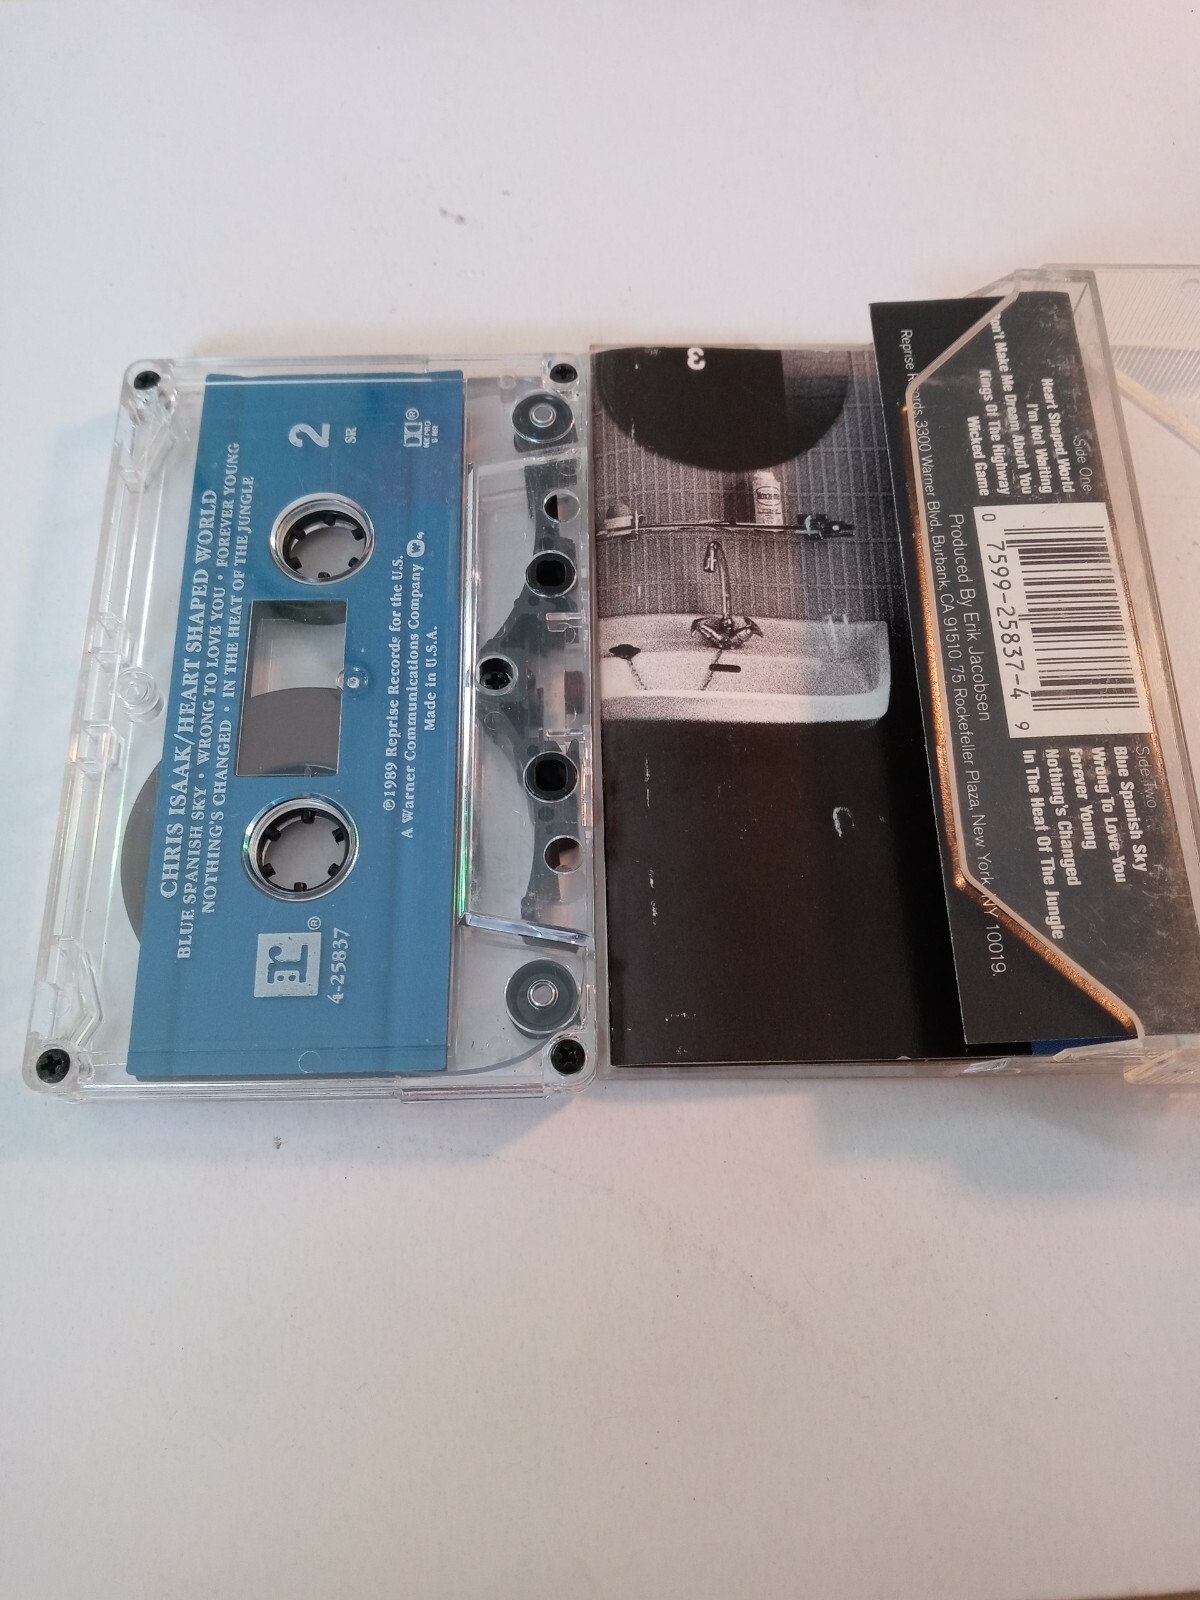 CHRIS ISAAK/HEART SHAPED WORLD
BLUE SPANISH SKY • WRONG TO LOVE YOU • FOREVER YOUNG
NOTHING'S CHANGED • IN THE HEAT OF THE JUNGLE
2
SR
r
®
4-25837
®
HX PRO
B NR
℗1989 Reprise Records for the U.S.
A Warner Communications Company
Made in U.S.A.
3
Side One
Heart Shaped World
I'm Not Waiting
Don't Make Me Dream About You
Kings Of The Highway
Wicked Game
0 7599-25837-4 9
Side Two
Blue Spanish Sky
Wrong To Love You
Forever Young
Nothing's Changed
In The Heat Of The Jungle
Produced By Erik Jacobsen
Reprise Records, 3300 Warner Blvd., Burbank, CA 91510. 75 Rockefeller Plaza, New York, NY 10019.